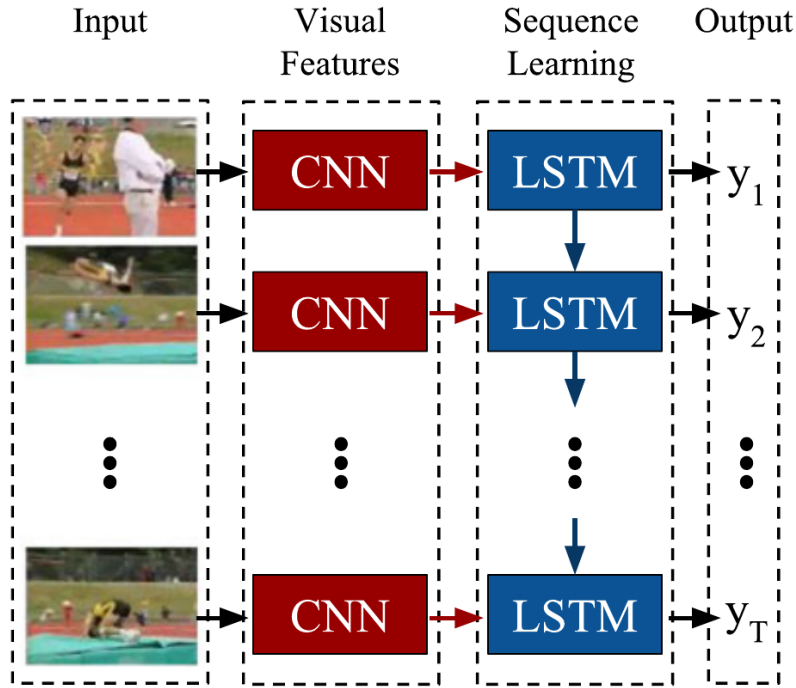 Input
Visual
Features
Sequence
Learning
Output
CNN
LSTM
y1
CNN
LSTM
y2
CNN
LSTM
yT